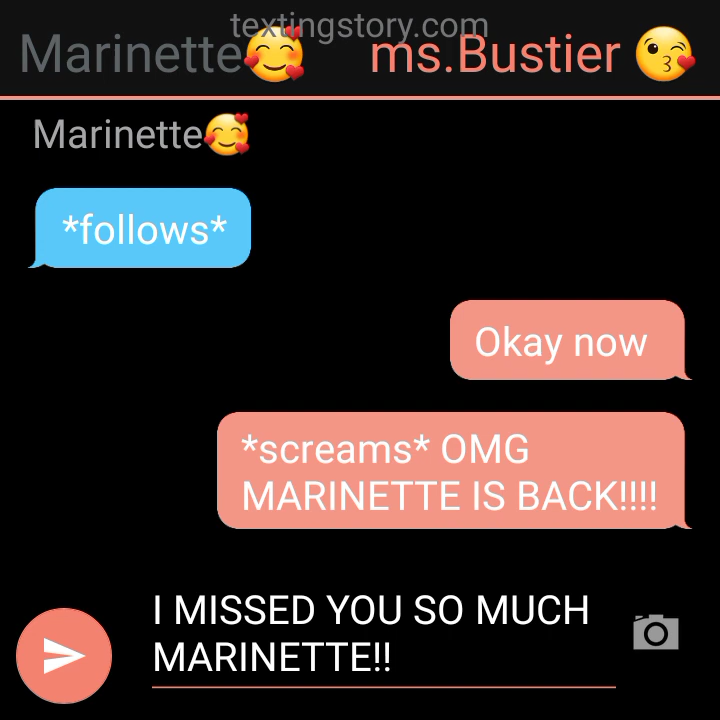 textingstory.com
Marinette🥰 ms.Bustier 😘
Marinette🥰
*follows*
Okay now
*screams* OMG
MARINETTE IS BACK!!!!
I MISSED YOU SO MUCH
MARINETTE!!